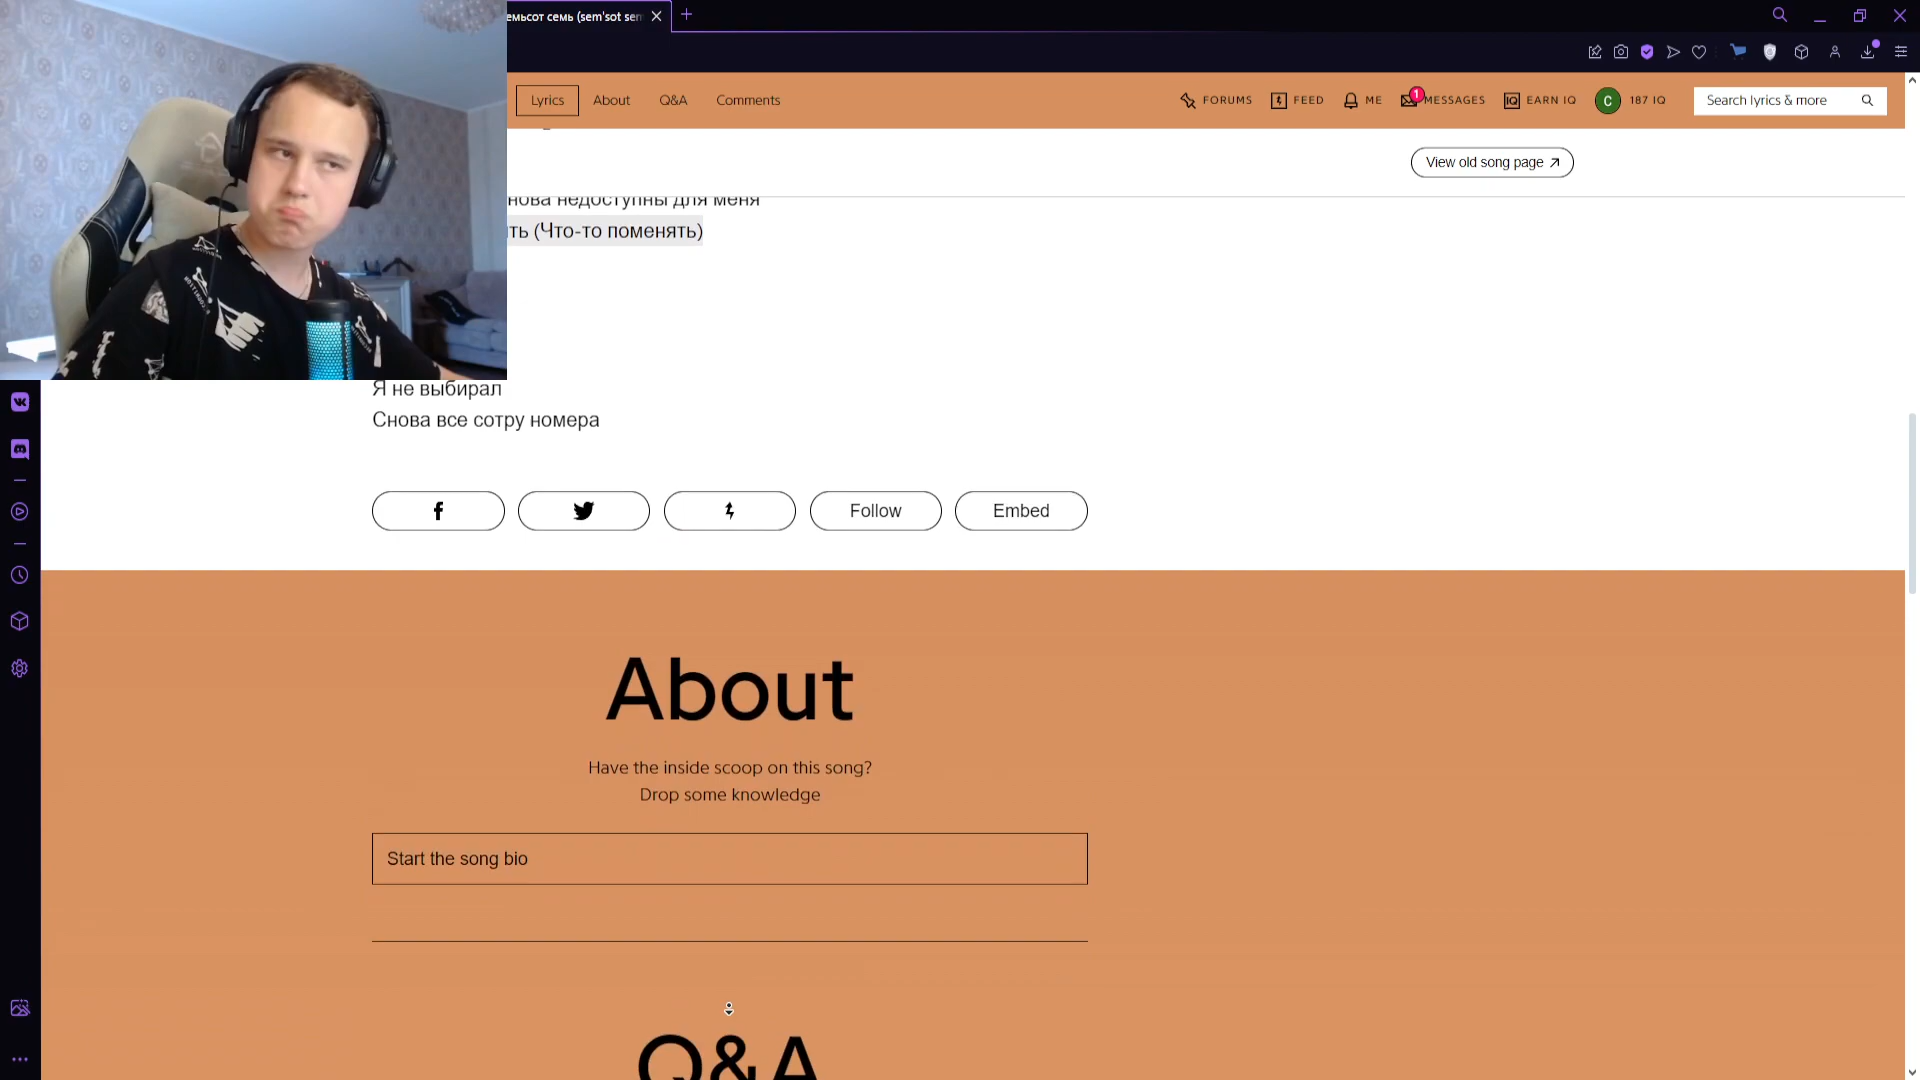 емьсот семь (sem'sot sem
Lyrics
About
Q&A
Comments
FORUMS
FEED
ME
1
MESSAGES
EARN IQ
C
187 IQ
Search lyrics & more
View old song page
нова недоступны для меня
ть (Что-то поменять)
Я не выбирал
Снова все сотру номера
Follow
Embed
About
Have the inside scoop on this song?
Drop some knowledge
Start the song bio
Q&A